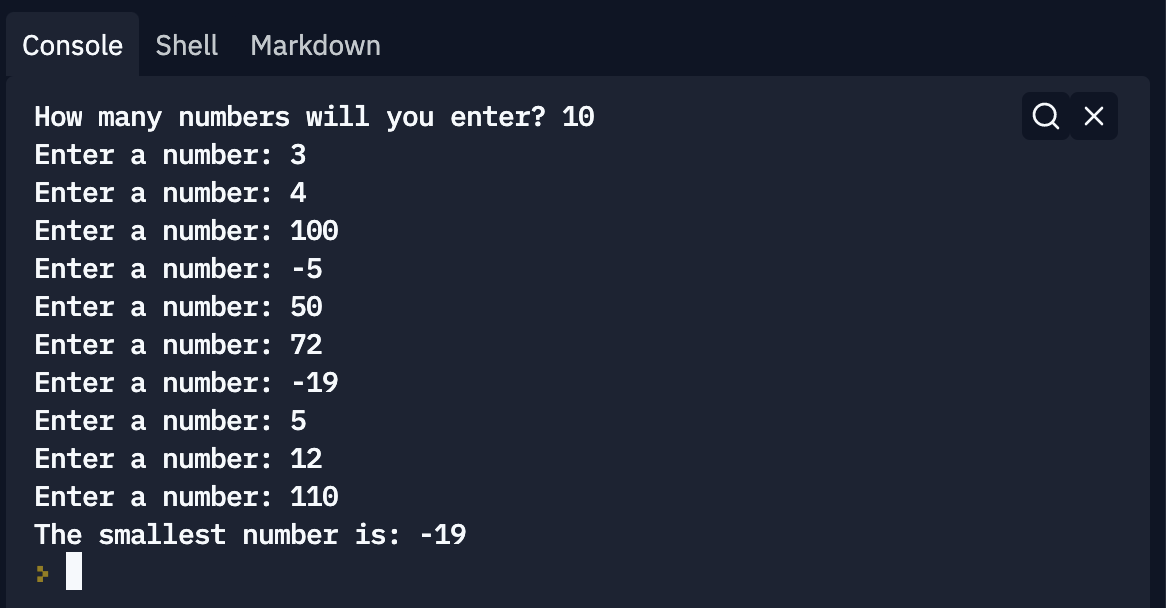 Console Shell Markdown
How many numbers will you enter? 10
Enter a number: 3
Enter a number: 4
Enter a number: 100
Enter a number: -5
Enter a number: 50
Enter a number: 72
Enter a number: -19
Enter a number: 5
Enter a number: 12
Enter a number: 110
The smallest number is: -19